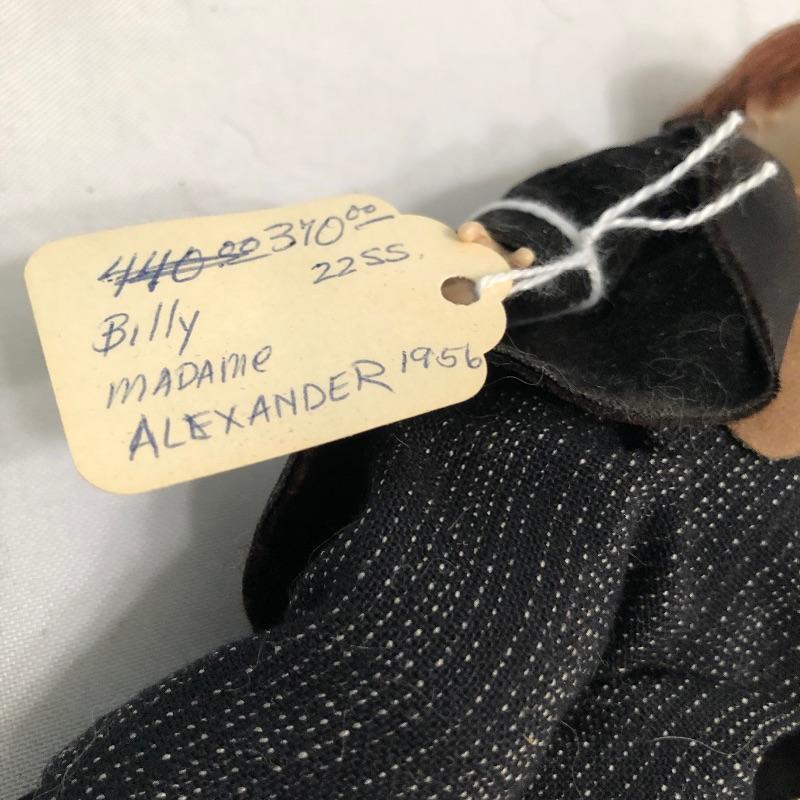 440.00 370.00
22SS.
Billy
MADAME
ALEXANDER 1956